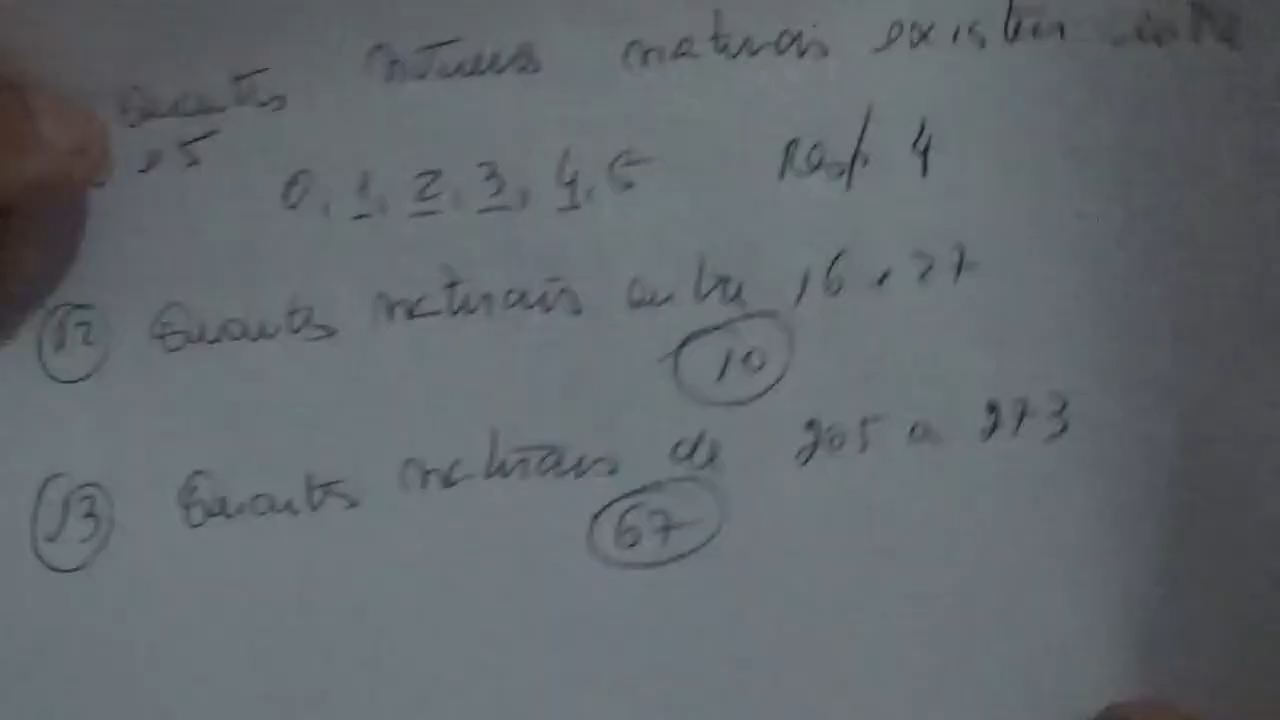 Quantos números naturais existem entre
, 5
0, 1, 2, 3, 4, 5 Resp. 4
12 Quantos naturais entre 16 e 27
10
13 Quantos naturais de 205 a 273
67